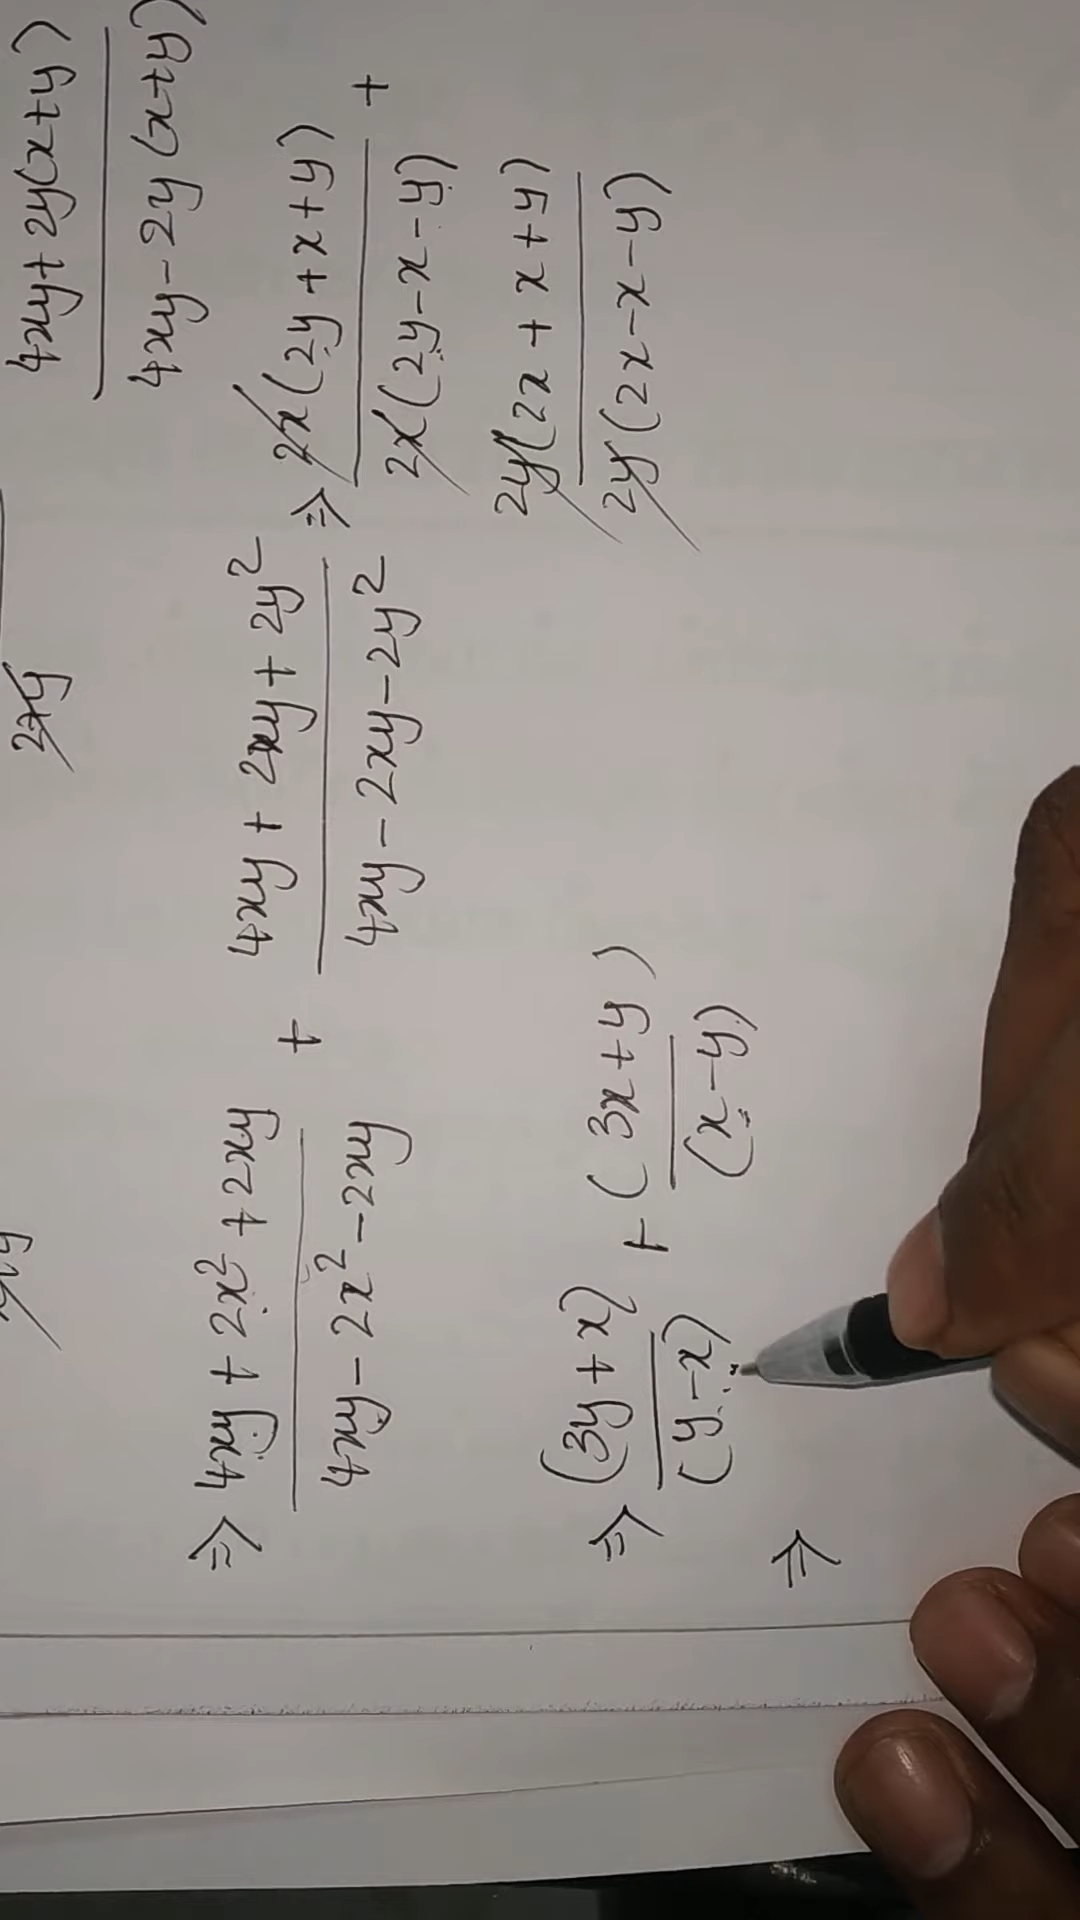 4xy + 2y(x+y)
4xy - 2y(x+y)
2xy
⇒ 4xy + 2x² + 2xy / 4xy - 2x² - 2xy + 4xy + 2xy + 2y² / 4xy - 2xy - 2y² ⇒ 2x(2y + x + y) / 2x(2y - x - y) +
2y(2x + x + y) / 2y(2x - x - y)
⇒ (3y + x) / (y - x) + (3x + y) / (x - y)
⇒